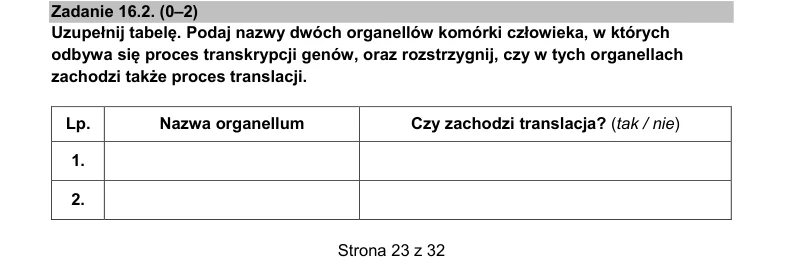 Zadanie 16.2. (0–2)
Uzupełnij tabelę. Podaj nazwy dwóch organellów komórki człowieka, w których
odbywa się proces transkrypcji genów, oraz rozstrzygnij, czy w tych organellach
zachodzi także proces translacji.
Lp. Nazwa organellum Czy zachodzi translacja? (tak / nie)
1.
2.
Strona 23 z 32